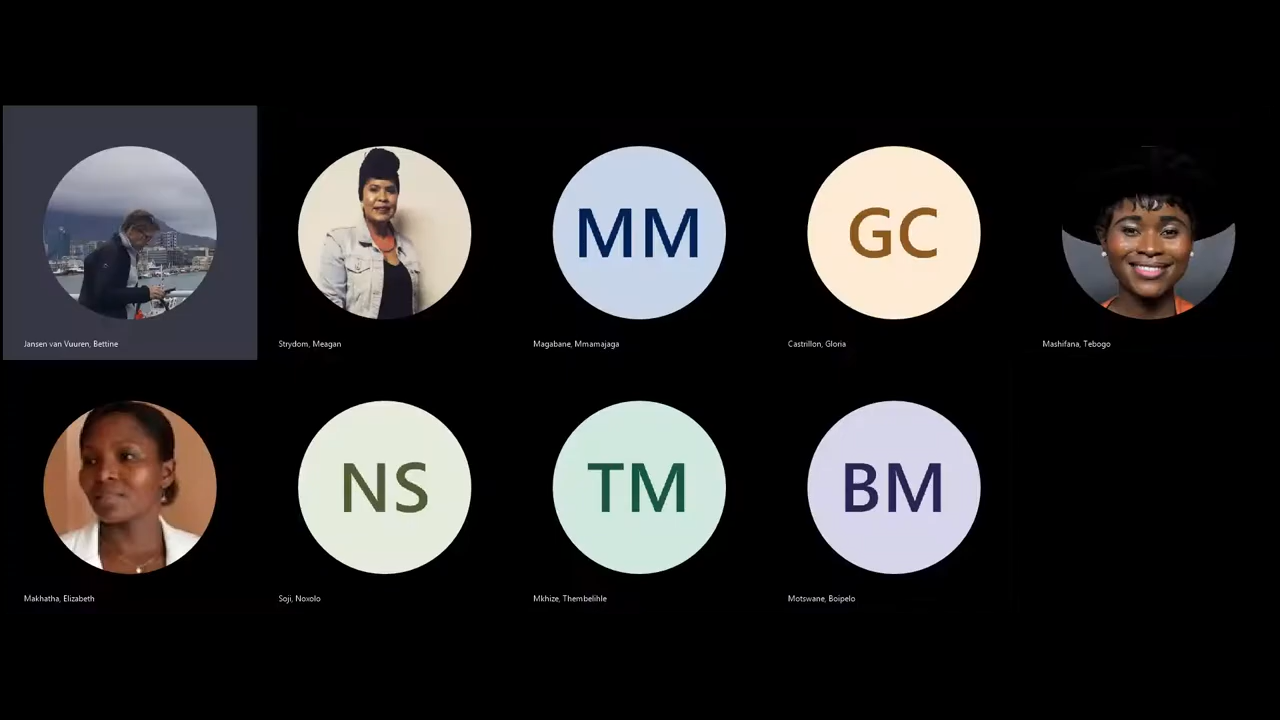 MM
GC
Jansen van Vuuren, Bettine
Strydom, Meagan
Magabane, Mmamajaga
Castrillon, Gloria
Mashifana, Tebogo
NS
TM
BM
Makhatha, Elizabeth
Soji, Noxolo
Mkhize, Thembelihle
Motswane, Boipelo